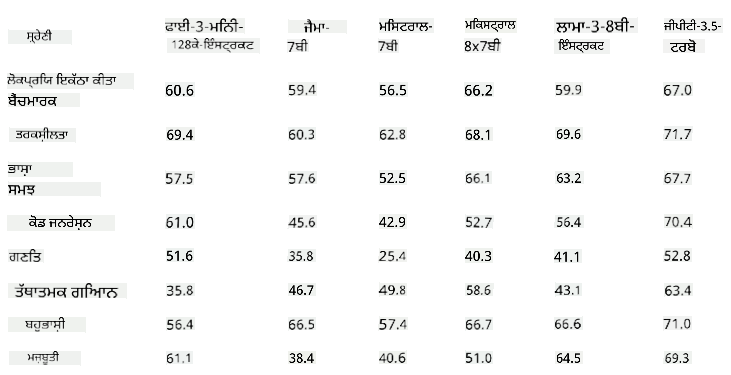 ਸ਼੍ਰੇਣੀ ਫਾਈ-3-ਮਿਨੀ- ਜੈਮਾ- ਮਿਸਟਰਾਲ- ਮਿਕਸਟ੍ਰਾਲ ਲਾਮਾ-3-8ਬੀ- ਜੀਪੀਟੀ-3.5-
128ਕੇ-ਇੰਸਟ੍ਰਕਟ 7ਬੀ 7ਬੀ 8x7ਬੀ ਇੰਸਟ੍ਰਕਟ ਟਰਬੋ
ਲੋਕਪ੍ਰਿਯ ਇਕੱਠਾ ਕੀਤਾ
ਬੈਂਚਮਾਰਕ 60.6 59.4 56.5 66.2 59.9 67.0
ਤਰਕਸ਼ੀਲਤਾ 69.4 60.3 62.8 68.1 69.6 71.7
ਭਾਸ਼ਾ
ਸਮਝ 57.5 57.6 52.5 66.1 63.2 67.7
ਕੋਡ ਜਨਰੇਸ਼ਨ 61.0 45.6 42.9 52.7 56.4 70.4
ਗਣਿਤ 51.6 35.8 25.4 40.3 41.1 52.8
ਤੱਥਾਤਮਕ ਗਿਆਨ 35.8 46.7 49.8 58.6 43.1 63.4
ਬਹੁਭਾਸ਼ੀ 56.4 66.5 57.4 66.7 66.6 71.0
ਮਜ਼ਬੂਤੀ 61.1 38.4 40.6 51.0 64.5 69.3